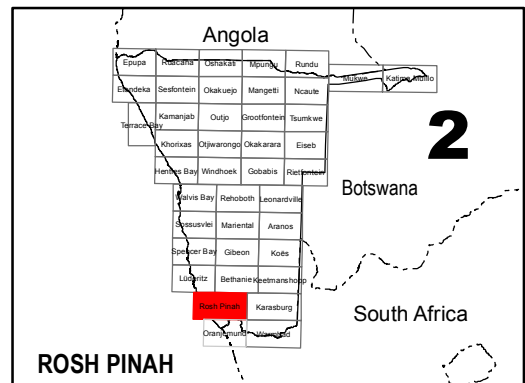 Angola
Epupa Ruacana Oshakati Mpungu Rundu
Mukwe Katima Mulilo
Etendeka Sesfontein Okakuejo Mangetti Ncaute
Terrace Bay Kamanjab Outjo Grootfontein Tsumkwe
2
Khorixas Otjiwarongo Okakarara Eiseb
Henties Bay Windhoek Gobabis Rietfontein
Botswana
Walvis Bay Rehoboth Leonardville
Sossusvlei Mariental Aranos
Spencer Bay Gibeon Koës
Lüderitz Bethanie Keetmanshoop
Rosh Pinah Karasburg
South Africa
Oranjemund Warmbad
ROSH PINAH